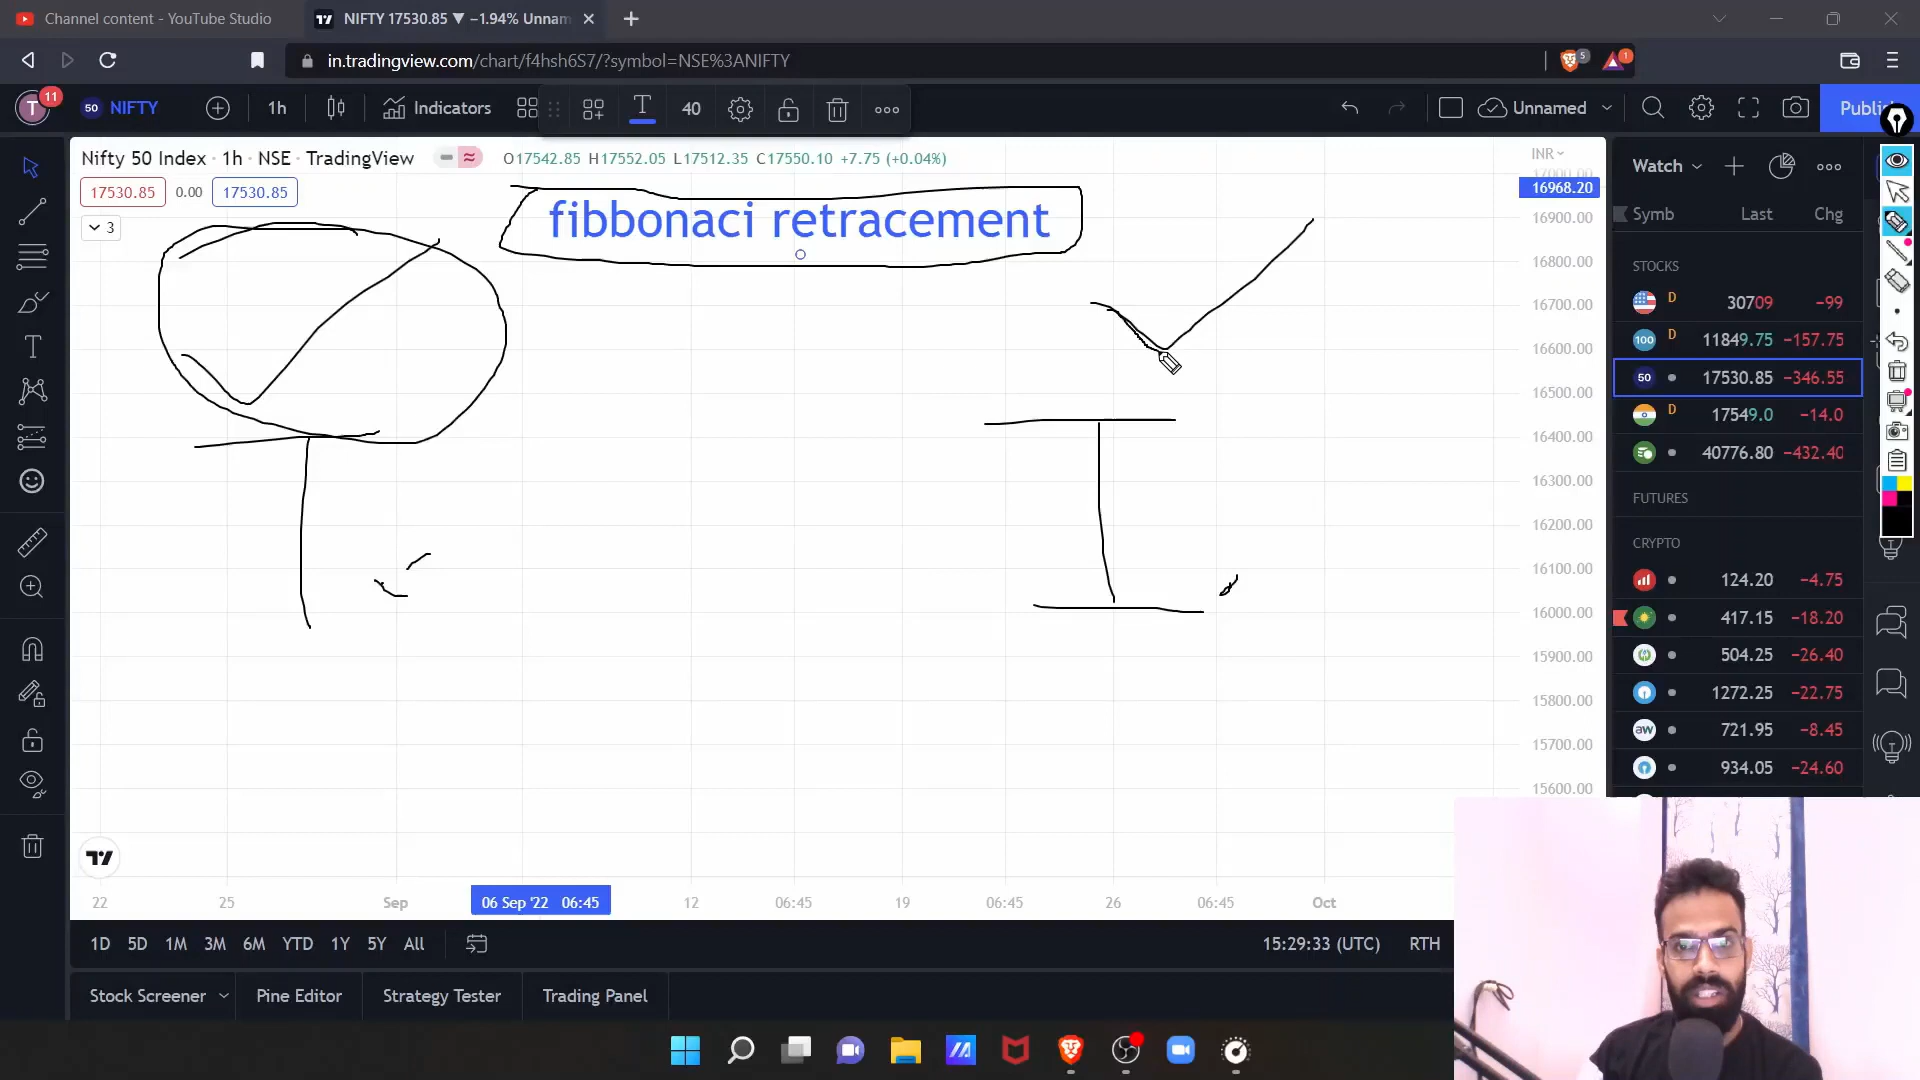 Channel content - YouTube Studio
NIFTY 17530.85 ▼ −1.94% Unnam
in.tradingview.com/chart/f4hsh6S7/?symbol=NSE%3ANIFTY
5
1
T
11
50 NIFTY
1h
Indicators
T
40
Unnamed
Publi
Nifty 50 Index · 1h · NSE · TradingView
O17542.85 H17552.05 L17512.35 C17550.10 +7.75 (+0.04%)
17530.85
0.00
17530.85
3
fibbonaci retracement
INR
17000.00
16968.20
16900.00
16800.00
16700.00
16600.00
16500.00
16400.00
16300.00
16200.00
16100.00
16000.00
15900.00
15800.00
15700.00
15600.00
Watch
Symb Last Chg
STOCKS
D 30709 −99
100 D 11849.75 −157.75
50 17530.85 −346.55
D 17549.0 −14.0
40776.80 −432.40
FUTURES
CRYPTO
124.20 −4.75
417.15 −18.20
504.25 −26.40
1272.25 −22.75
aw 721.95 −8.45
934.05 −24.60
22 25 Sep 06 Sep '22 06:45 12 06:45 19 06:45 26 06:45 Oct
1D 5D 1M 3M 6M YTD 1Y 5Y All
15:29:33 (UTC)
RTH
Stock Screener
Pine Editor
Strategy Tester
Trading Panel